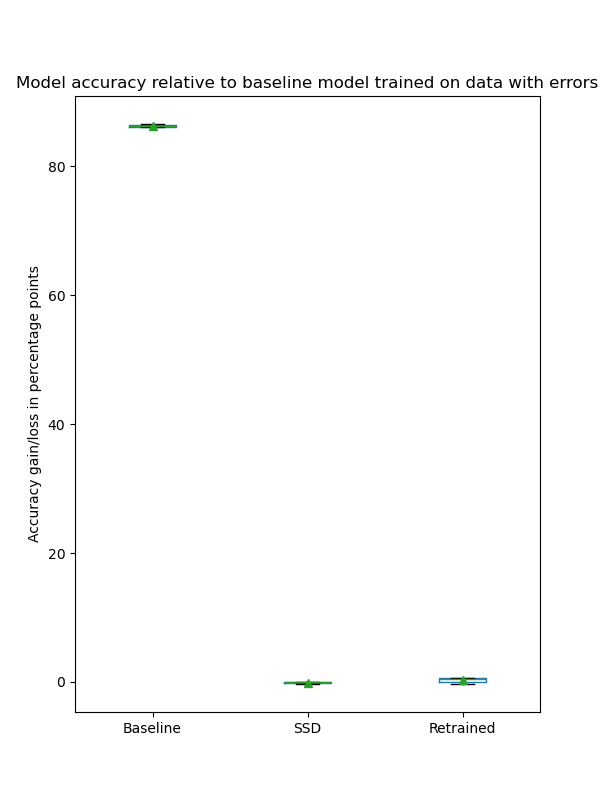 Model accuracy relative to baseline model trained on data with errors
Accuracy gain/loss in percentage points
80
60
40
20
0
Baseline
SSD
Retrained